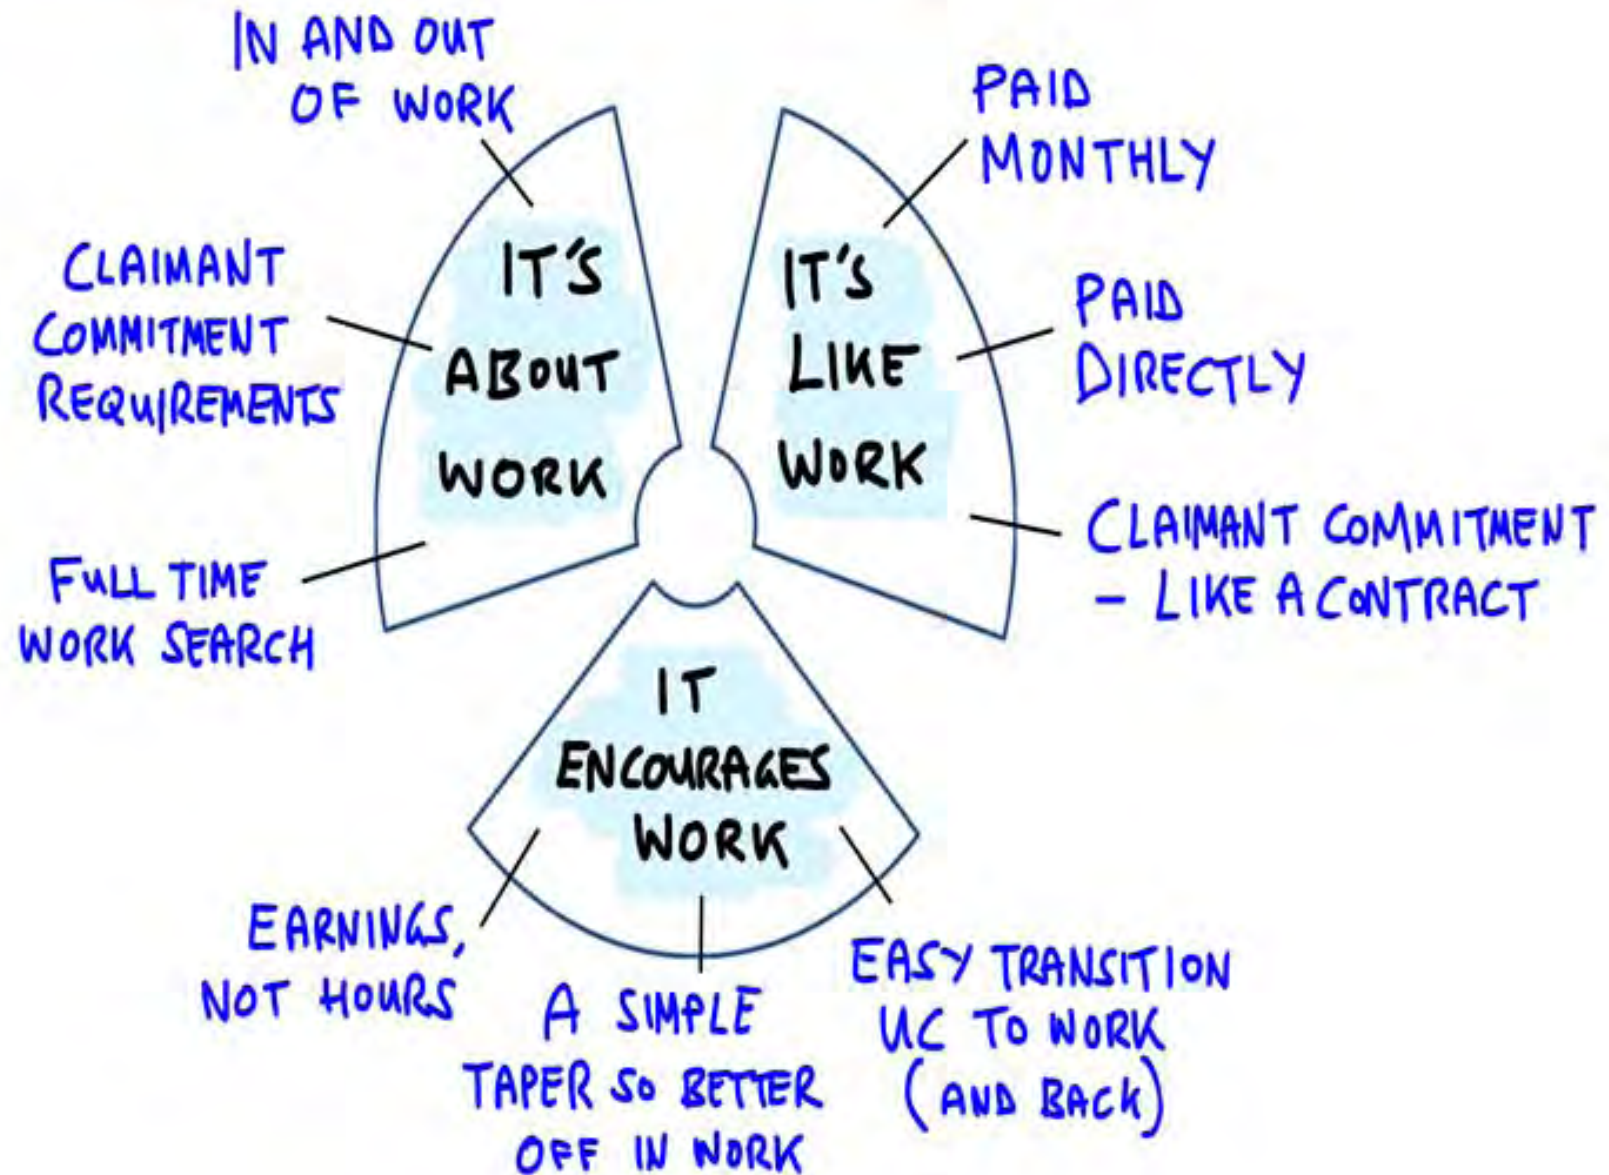 IN AND OUT
OF WORK
CLAIMANT
COMMITMENT
REQUIREMENTS
FULL TIME
WORK SEARCH
IT'S
ABOUT
WORK
PAID
MONTHLY
PAID
DIRECTLY
CLAIMANT COMMITMENT
- LIKE A CONTRACT
IT'S
LIKE
WORK
IT
ENCOURAGES
WORK
EARNINGS,
NOT HOURS
A SIMPLE
TAPER SO BETTER
OFF IN WORK
EASY TRANSITION
UC TO WORK
(AND BACK)